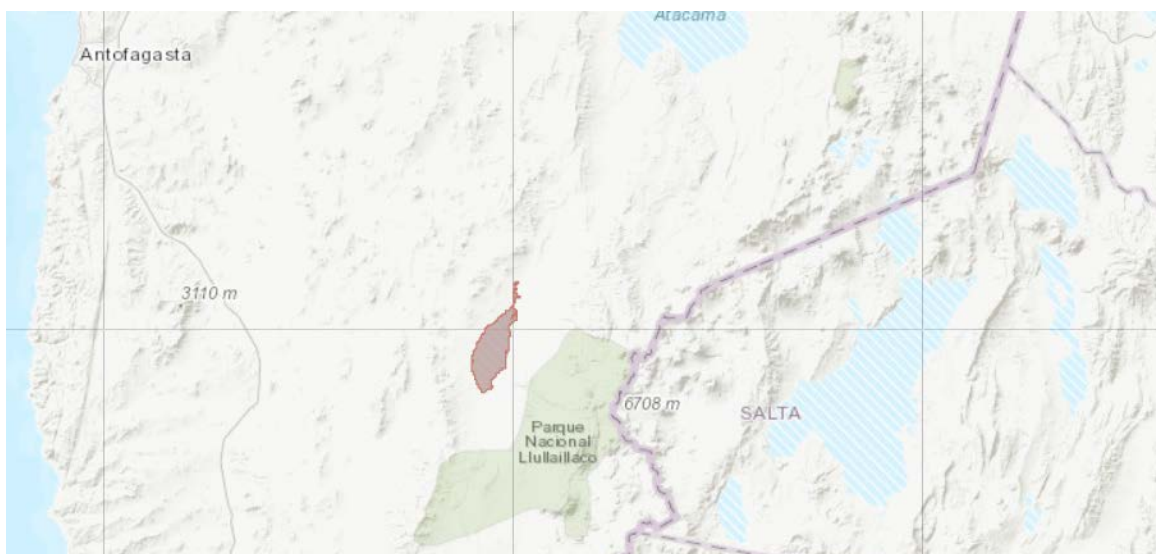 Atacama
Antofagasta
3110 m
6708 m
SALTA
Parque
Nacional
Llullaillaco